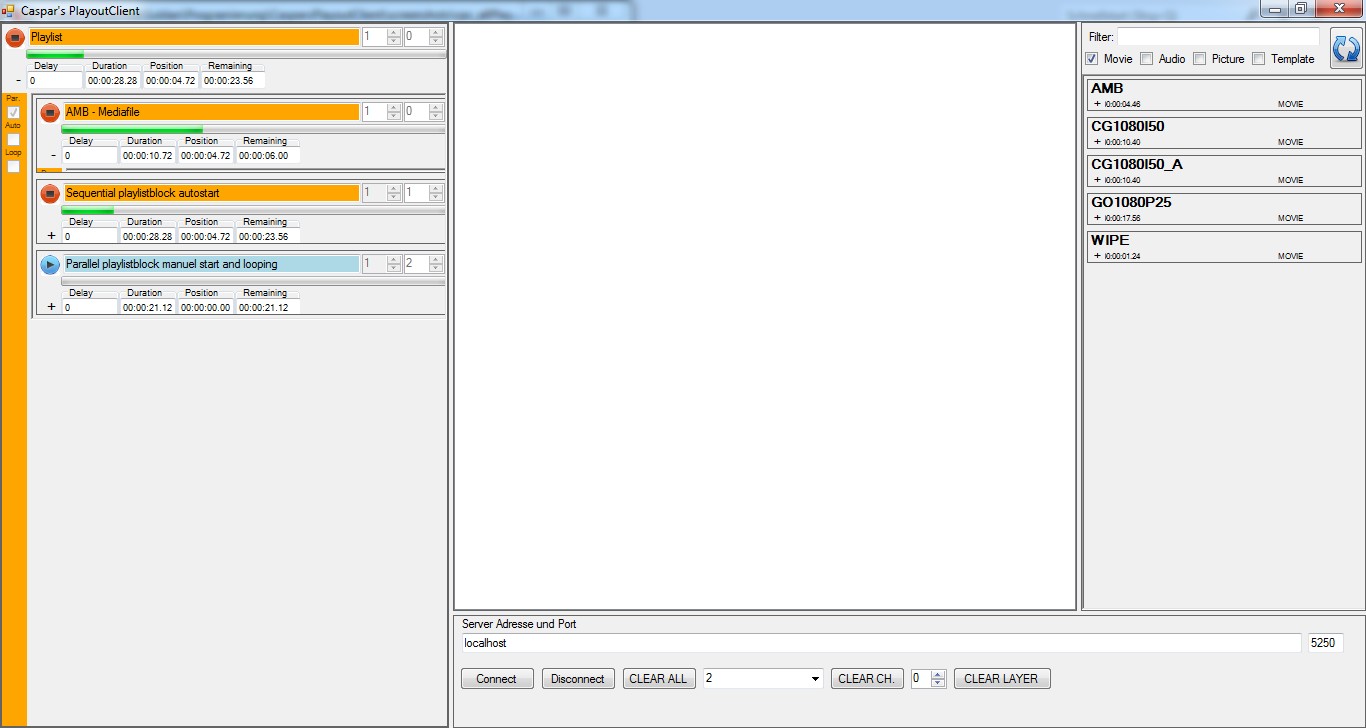 Caspar's PlayoutClient
Playlist 1 0
Delay Duration Position Remaining
- 0 00:00:28.28 00:00:04.72 00:00:23.56
Par.
Auto
Loop
AMB - Mediafile 1 0
Delay Duration Position Remaining
- 0 00:00:10.72 00:00:04.72 00:00:06.00
Sequential playlistblock autostart 1 1
Delay Duration Position Remaining
+ 0 00:00:28.28 00:00:04.72 00:00:23.56
Parallel playlistblock manuel start and looping 1 2
Delay Duration Position Remaining
+ 0 00:00:21.12 00:00:00.00 00:00:21.12
Filter:
Movie Audio Picture Template
AMB
+ I0:00:04.46 MOVIE
CG1080I50
+ I0:00:10.40 MOVIE
CG1080I50_A
+ I0:00:10.40 MOVIE
GO1080P25
+ I0:00:17.56 MOVIE
WIPE
+ I0:00:01.24 MOVIE
Server Adresse und Port
localhost 5250
Connect Disconnect CLEAR ALL 2 CLEAR CH. 0 CLEAR LAYER